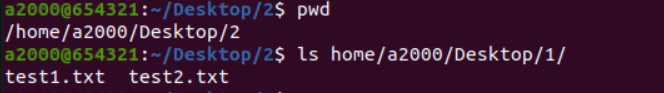 a2000@654321:~/Desktop/2$ pwd
/home/a2000/Desktop/2
a2000@654321:~/Desktop/2$ ls home/a2000/Desktop/1/
test1.txt  test2.txt